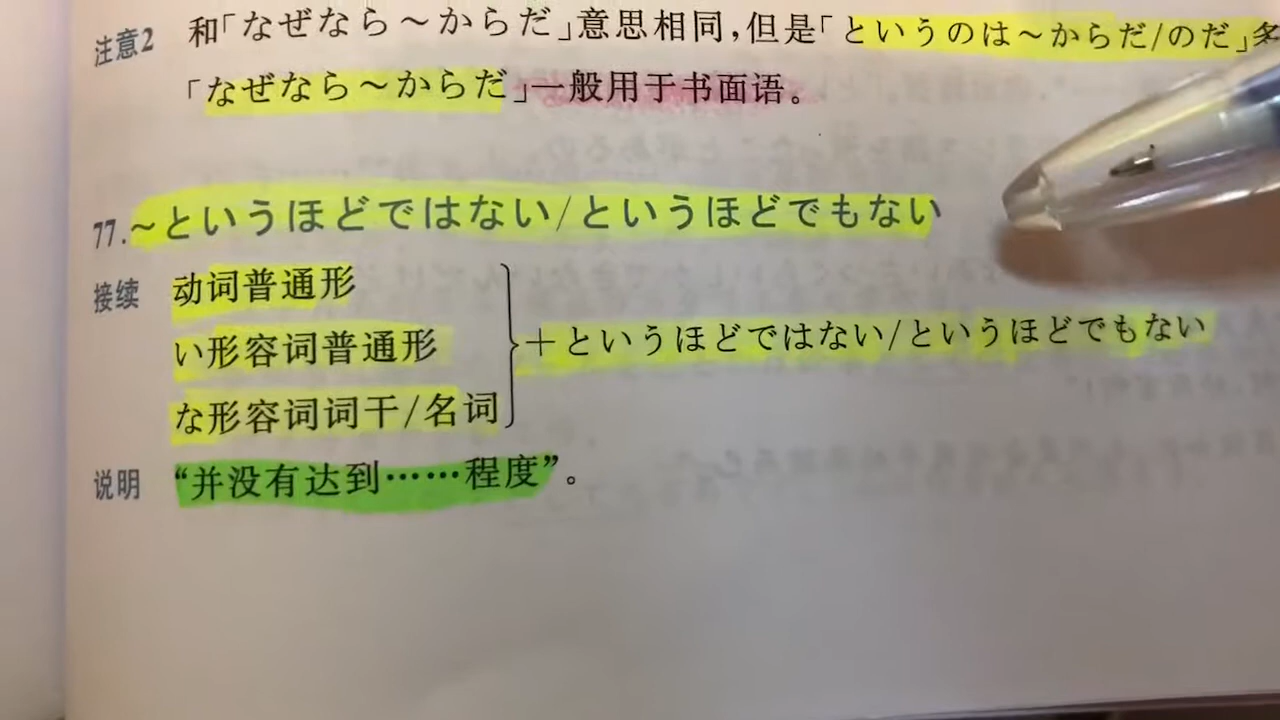 注意2 和「なぜなら～からだ」意思相同,但是「というのは～からだ/のだ」多
「なぜなら～からだ」一般用于书面语。
77.～というほどではない/というほどでもない
接续 动词普通形
い形容词普通形
＋というほどではない/というほどでもない
な形容词词干/名词
说明 “并没有达到……程度”。